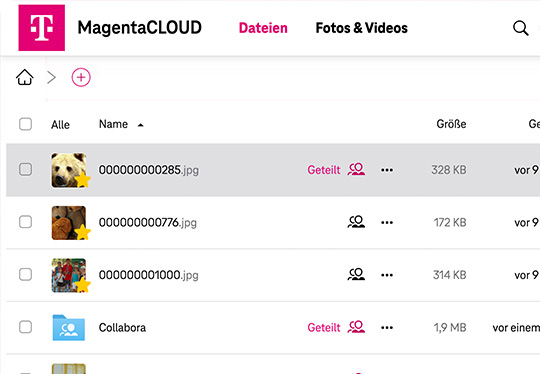 T MagentaCLOUD Dateien Fotos & Videos
Alle Name Größe Ge
000000000285.jpg Geteilt 328 KB vor 9
000000000776.jpg 172 KB vor 9
000000001000.jpg 314 KB vor 9
Collabora Geteilt 1,9 MB vor einem